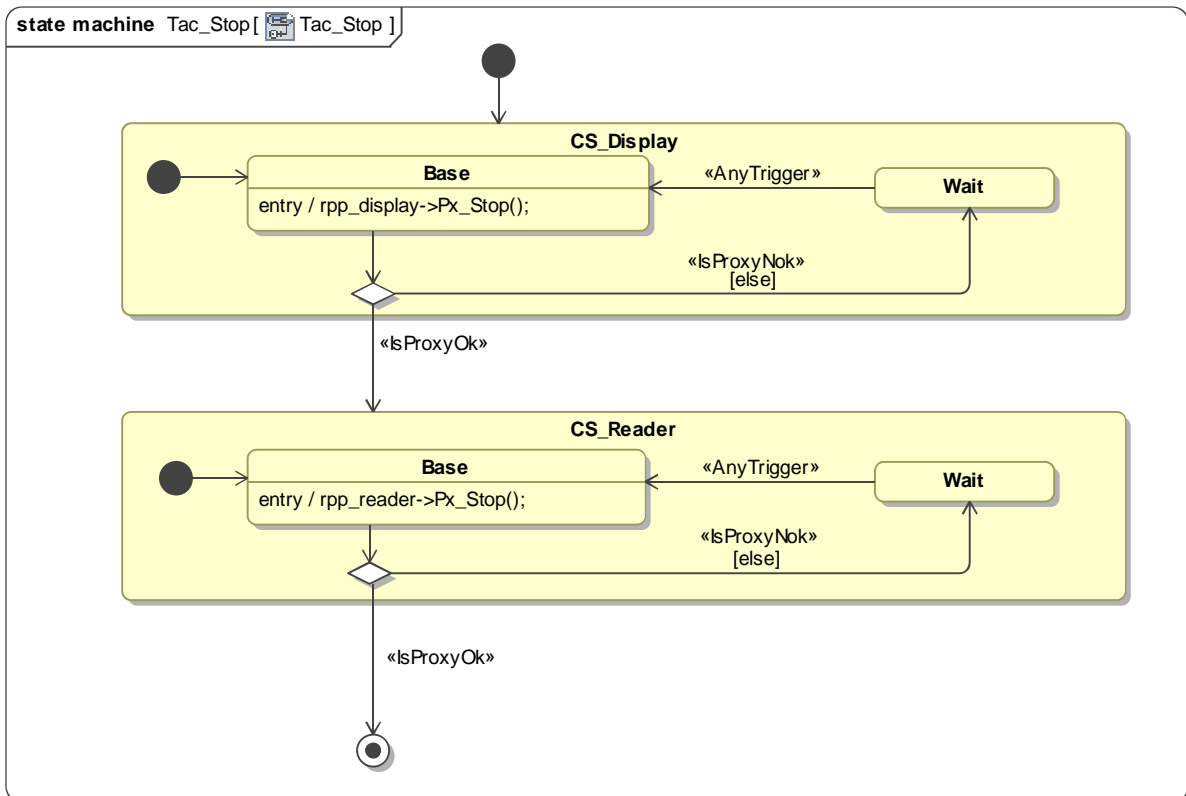 state machine Tac_Stop [ Tac_Stop ]
CS_Display
Base
«AnyTrigger»
Wait
entry / rpp_display->Px_Stop();
«IsProxyNok»
[else]
«IsProxyOk»
CS_Reader
Base
«AnyTrigger»
Wait
entry / rpp_reader->Px_Stop();
«IsProxyNok»
[else]
«IsProxyOk»